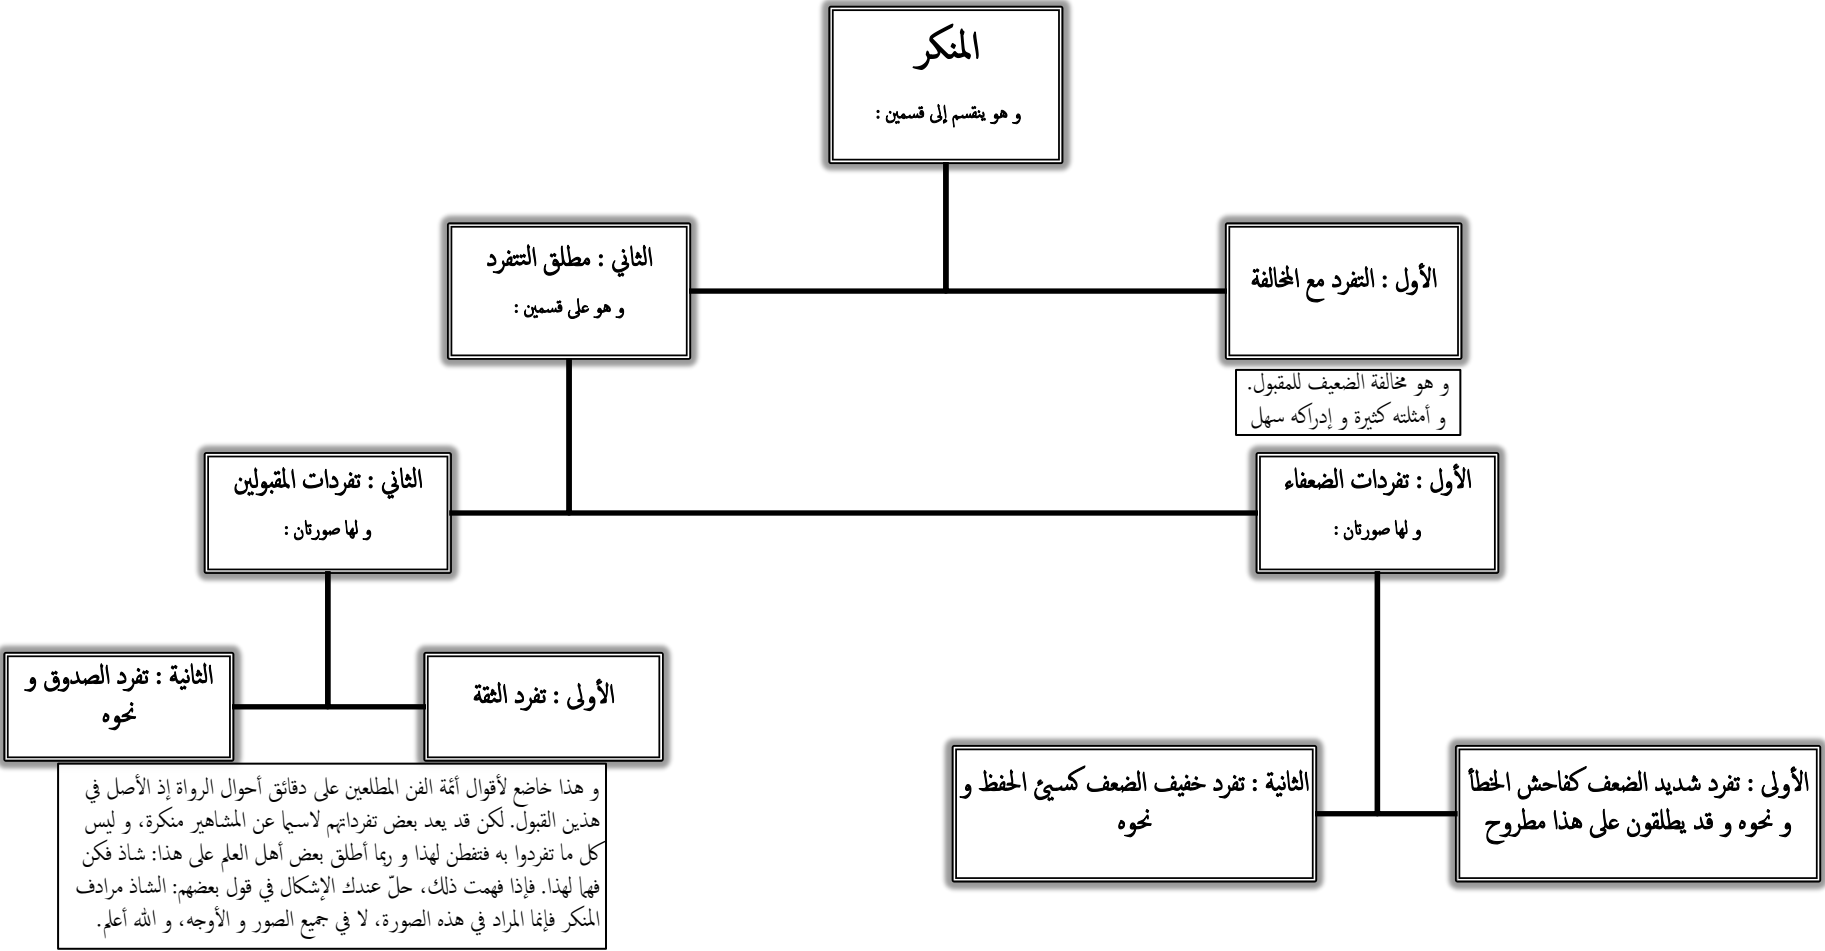 المنكر
و هو ينقسم إلى قسمين :
الأول : التفرد مع المخالفة
و هو مخالفة الضعيف للمقبول.
و أمثلته كثيرة و إدراكه سهل
الثاني : مطلق التتفرد
و هو على قسمين :
الأول : تفردات الضعفاء
و لها صورتان :
الثاني : تفردات المقبولين
و لها صورتان :
الأولى : تفرد شديد الضعف كفاحش الخطأ
و نحوه و قد يطلقون على هذا مطروح
الثانية : تفرد خفيف الضعف كسيئ الحفظ و
نحوه
الأولى : تفرد الثقة
الثانية : تفرد الصدوق و
نحوه
و هذا خاضع لأقوال أئمة الفن المطلعين على دقائق أحوال الرواة إذ الأصل في
هذين القبول. لكن قد يعد بعض تفرداتهم لاسيما عن المشاهير منكرة، و ليس
كل ما تفردوا به فتفطن لهذا و ربما أطلق بعض أهل العلم على هذا: شاذ فكن
فهما لهذا. فإذا فهمت ذلك، حلّ عندك الإشكال في قول بعضهم: الشاذ مرادف
المنكر فإنما المراد في هذه الصورة، لا في جميع الصور و الأوجه، و الله أعلم.